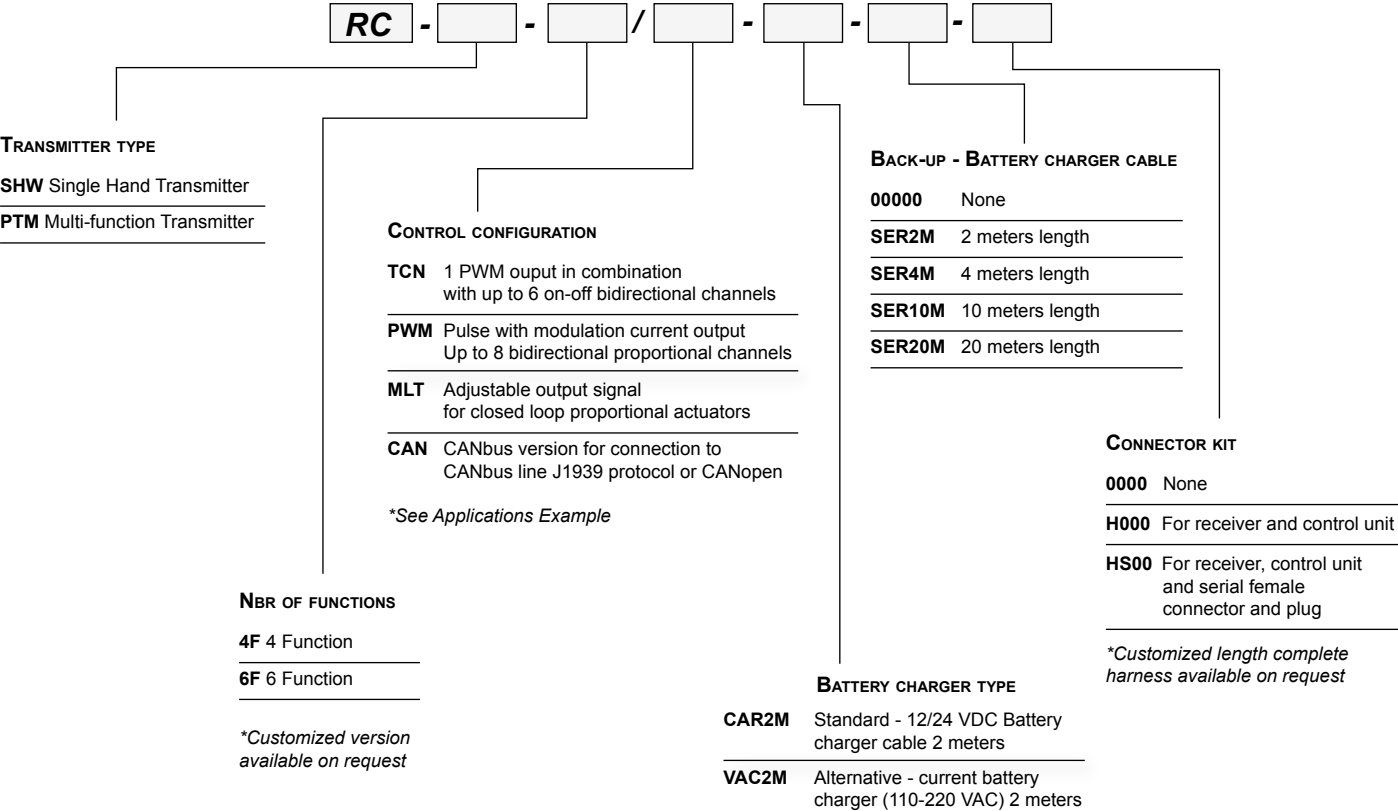 RC - - / - - -
TRANSMITTER TYPE
SHW Single Hand Transmitter
PTM Multi-function Transmitter
CONTROL CONFIGURATION
TCN 1 PWM ouput in combination
with up to 6 on-off bidirectional channels
PWM Pulse with modulation current output
Up to 8 bidirectional proportional channels
MLT Adjustable output signal
for closed loop proportional actuators
CAN CANbus version for connection to
CANbus line J1939 protocol or CANopen
*See Applications Example
BACK-UP - BATTERY CHARGER CABLE
00000 None
SER2M 2 meters length
SER4M 4 meters length
SER10M 10 meters length
SER20M 20 meters length
CONNECTOR KIT
0000 None
H000 For receiver and control unit
HS00 For receiver, control unit
and serial female
connector and plug
*Customized length complete
harness available on request
NBR OF FUNCTIONS
4F 4 Function
6F 6 Function
*Customized version
available on request
BATTERY CHARGER TYPE
CAR2M Standard - 12/24 VDC Battery
charger cable 2 meters
VAC2M Alternative - current battery
charger (110-220 VAC) 2 meters